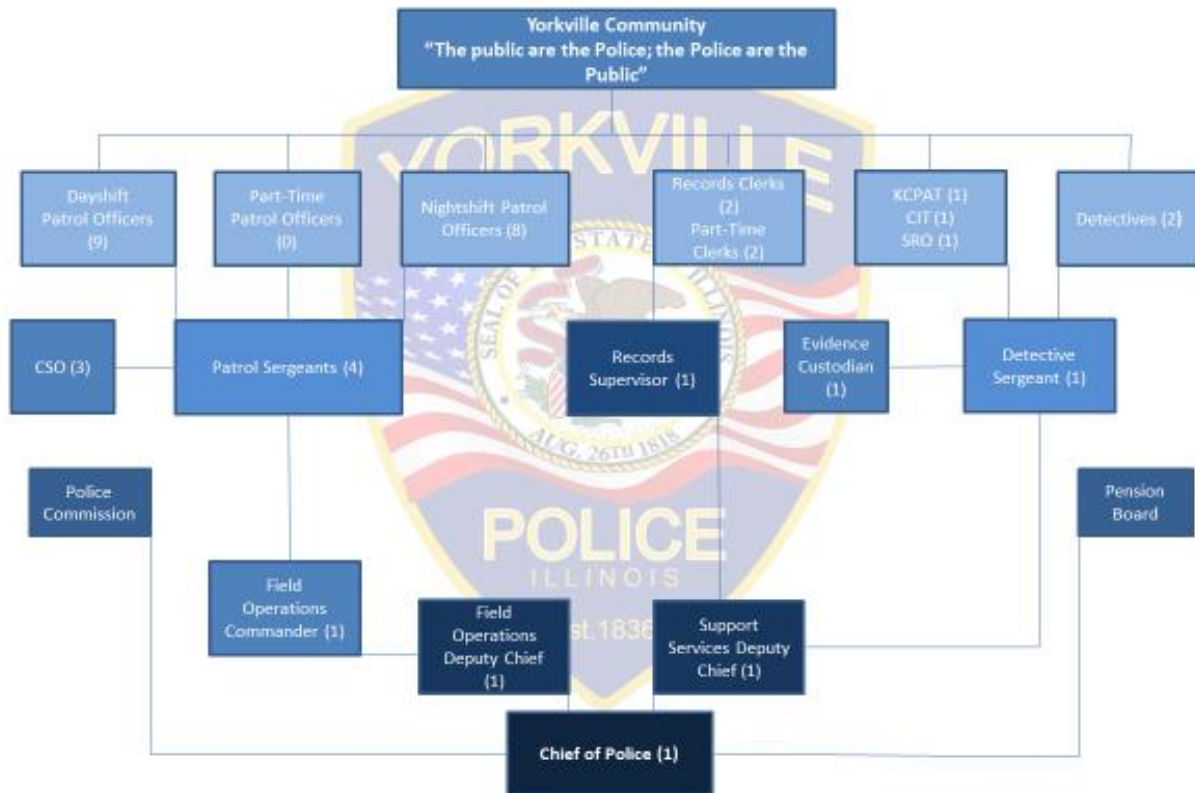 Yorkville Community
“The public are the Police; the Police are the
Public”
YORKVILLE
Dayshift
Patrol Officers
(9)
Part-Time
Patrol Officers
(0)
Nightshift Patrol
Officers (8)
Records Clerks
(2)
Part-Time
Clerks (2)
KCPAT (1)
CIT (1)
SRO (1)
Detectives (2)
SEAL OF STATE ILLINOIS
AUG. 26TH 1818
CSO (3)
Patrol Sergeants (4)
Records
Supervisor (1)
Evidence
Custodian
(1)
Detective
Sergeant (1)
Police
Commission
Pension
Board
POLICE
ILLINOIS
st.1836
Field
Operations
Commander (1)
Field
Operations
Deputy Chief
(1)
Support
Services Deputy
Chief (1)
Chief of Police (1)